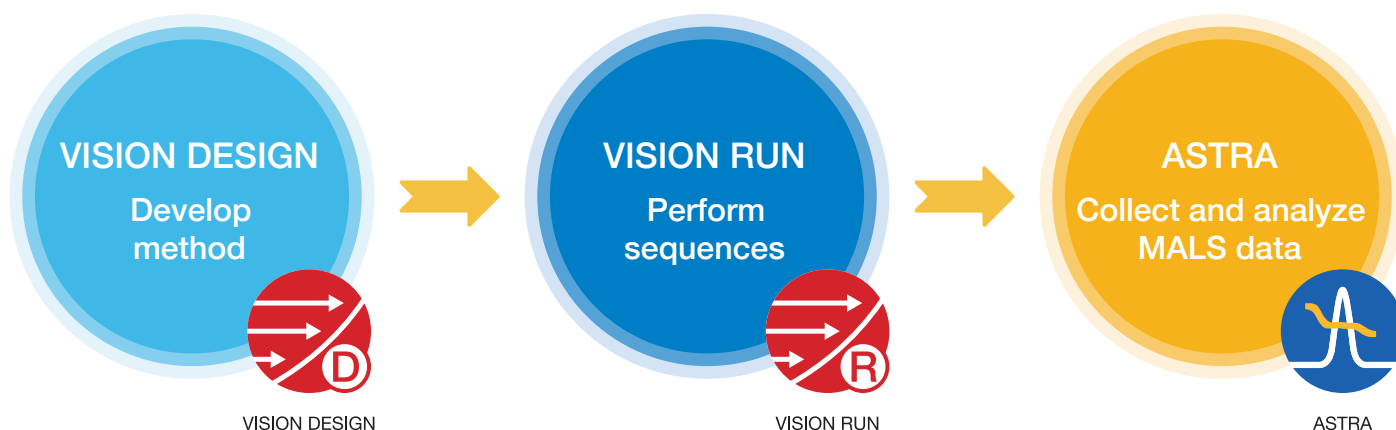 VISION DESIGN
Develop
method
D
VISION DESIGN
VISION RUN
Perform
sequences
R
VISION RUN
ASTRA
Collect and analyze
MALS data
ASTRA